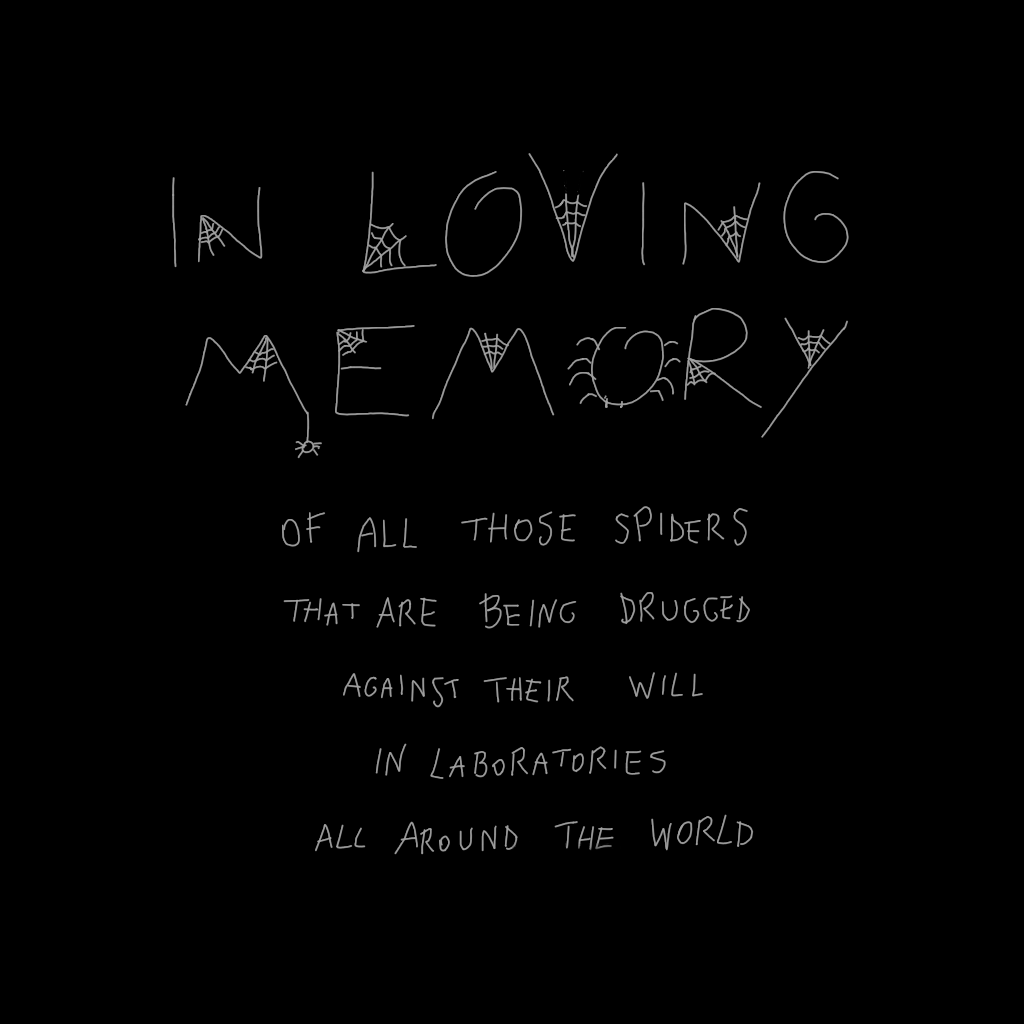 IN LOVING
MEMORY
OF ALL THOSE SPIDERS
THAT ARE BEING DRUGGED
AGAINST THEIR WILL
IN LABORATORIES
ALL AROUND THE WORLD